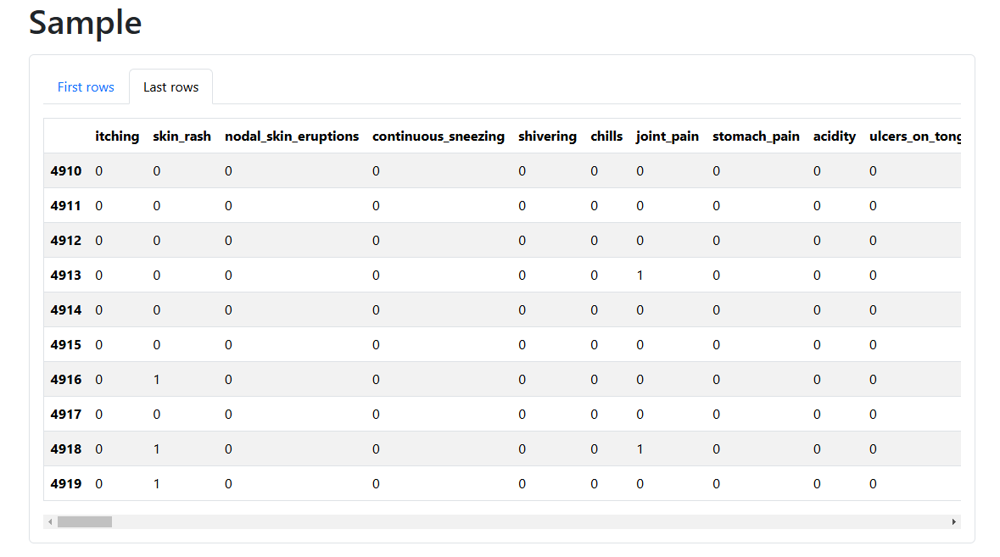 Sample
First rows Last rows
itching skin_rash nodal_skin_eruptions continuous_sneezing shivering chills joint_pain stomach_pain acidity ulcers_on_tong
4910 0 0 0 0 0 0 0 0 0 0
4911 0 0 0 0 0 0 0 0 0 0
4912 0 0 0 0 0 0 0 0 0 0
4913 0 0 0 0 0 0 1 0 0 0
4914 0 0 0 0 0 0 0 0 0 0
4915 0 0 0 0 0 0 0 0 0 0
4916 0 1 0 0 0 0 0 0 0 0
4917 0 0 0 0 0 0 0 0 0 0
4918 0 1 0 0 0 0 1 0 0 0
4919 0 1 0 0 0 0 0 0 0 0